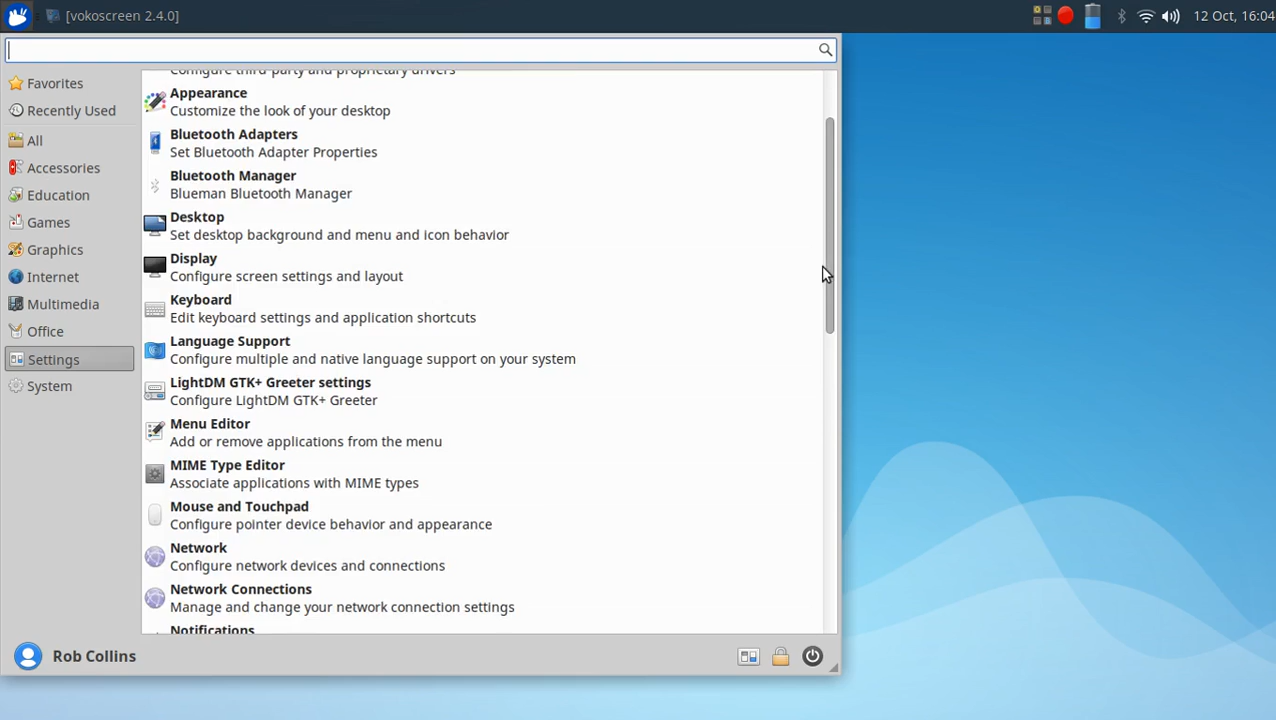 [vokoscreen 2.4.0]
12 Oct, 16:04
Favorites
Recently Used
All
Accessories
Education
Games
Graphics
Internet
Multimedia
Office
Settings
System
Configure third-party and proprietary drivers
Appearance
Customize the look of your desktop
Bluetooth Adapters
Set Bluetooth Adapter Properties
Bluetooth Manager
Blueman Bluetooth Manager
Desktop
Set desktop background and menu and icon behavior
Display
Configure screen settings and layout
Keyboard
Edit keyboard settings and application shortcuts
Language Support
Configure multiple and native language support on your system
LightDM GTK+ Greeter settings
Configure LightDM GTK+ Greeter
Menu Editor
Add or remove applications from the menu
MIME Type Editor
Associate applications with MIME types
Mouse and Touchpad
Configure pointer device behavior and appearance
Network
Configure network devices and connections
Network Connections
Manage and change your network connection settings
Notifications
Rob Collins